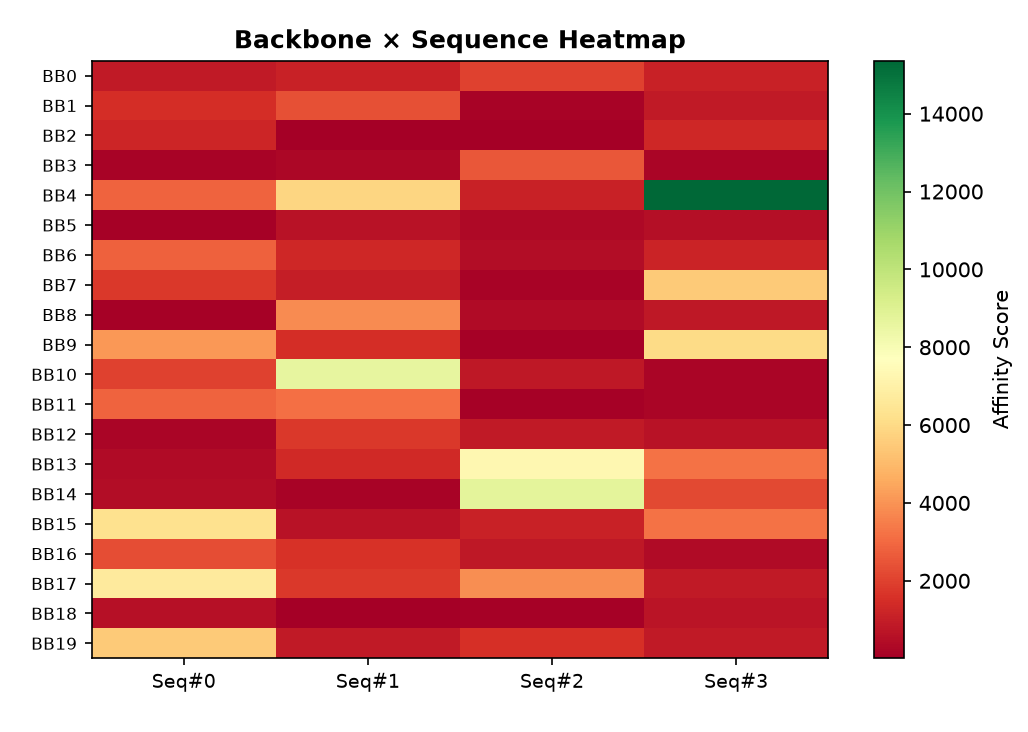 Backbone × Sequence Heatmap
BB0
BB1
BB2
BB3
BB4
BB5
BB6
BB7
BB8
BB9
BB10
BB11
BB12
BB13
BB14
BB15
BB16
BB17
BB18
BB19
Seq#0 Seq#1 Seq#2 Seq#3
14000
12000
10000
8000
6000
4000
2000
Affinity Score